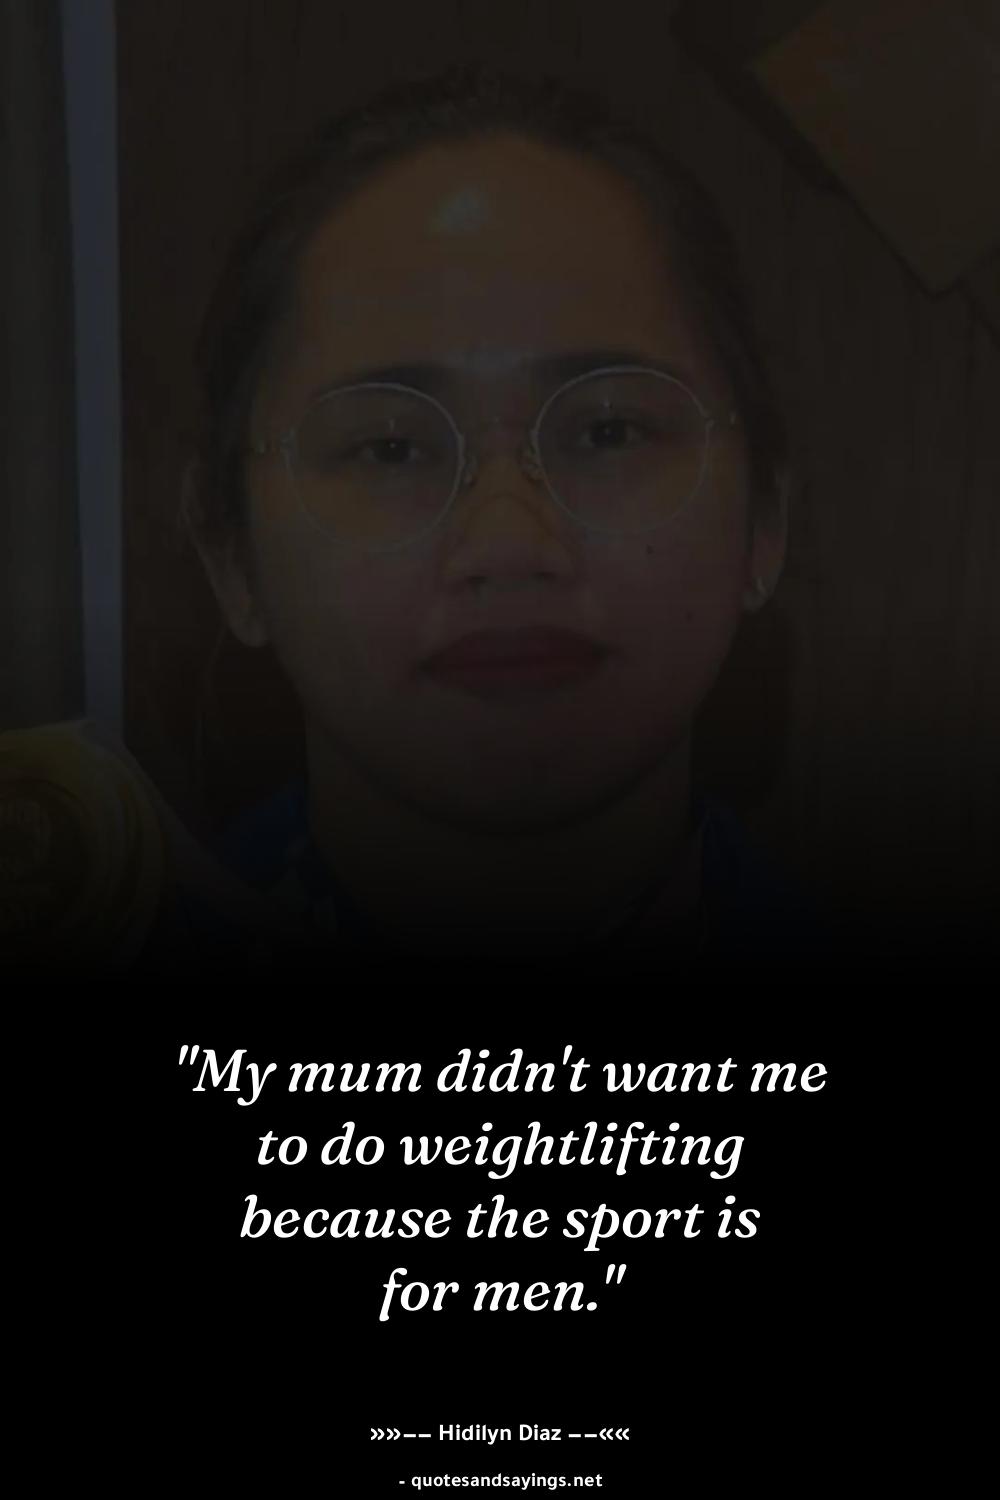 "My mum didn't want me
to do weightlifting
because the sport is
for men."
»»−− Hidilyn Diaz −−««
- quotesandsayings.net